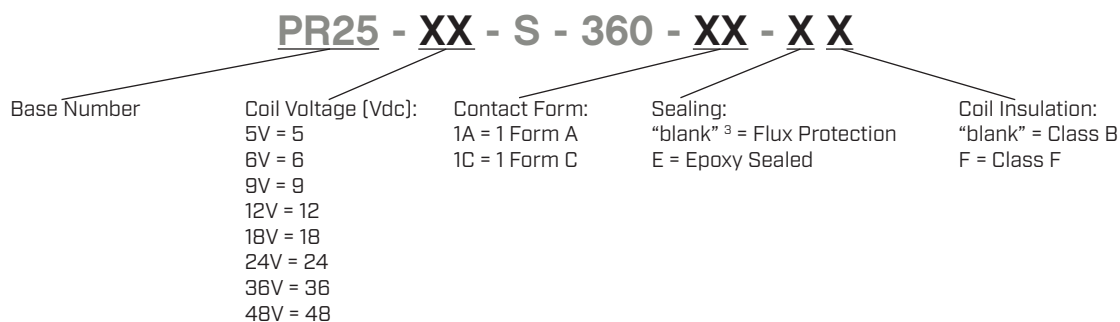 PR25 - XX - S - 360 - XX - X X
Base Number
Coil Voltage (Vdc):
5V = 5
6V = 6
9V = 9
12V = 12
18V = 18
24V = 24
36V = 36
48V = 48
Contact Form:
1A = 1 Form A
1C = 1 Form C
Sealing:
“blank” ³ = Flux Protection
E = Epoxy Sealed
Coil Insulation:
“blank” = Class B
F = Class F